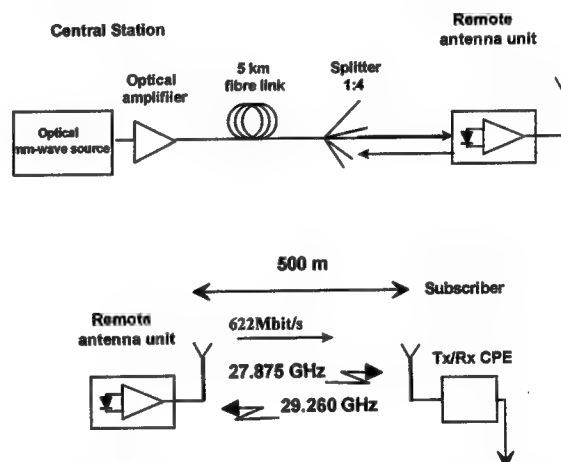 Central Station
Remote
antenna unit
Optical
amplifiier
5 km
fibre link
Splitter
1:4
Optical
mm-wave source
500 m
Subscriber
Remote
antenna unit
622Mbit/s
Tx/Rx CPE
27.875 GHz
29.260 GHz